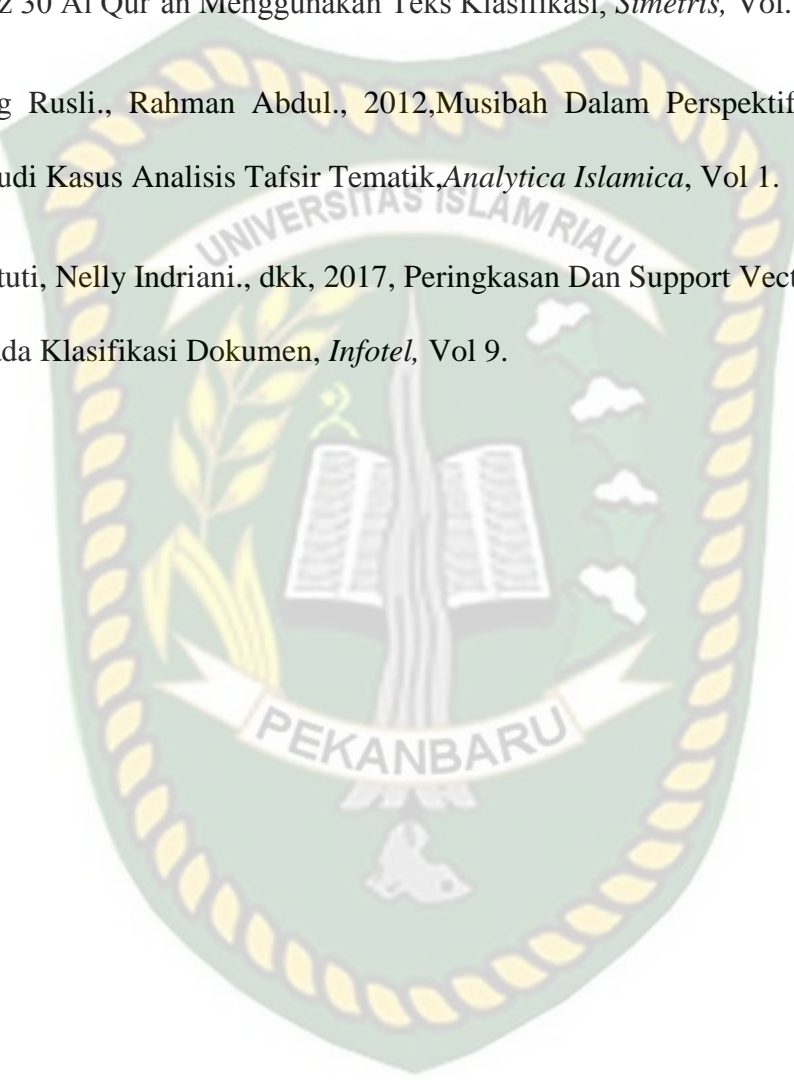 z 30 Al Qur'an Menggunakan Teks Klasifikasi, Simetris, Vol.
g Rusli., Rahman Abdul., 2012,Musibah Dalam Perspektif
udi Kasus Analisis Tafsir Tematik,Analytica Islamica, Vol 1.
tuti, Nelly Indriani., dkk, 2017, Peringkasan Dan Support Vect
ada Klasifikasi Dokumen, Infotel, Vol 9.
UNIVERSITAS ISLAM RIAU
PEKANBARU